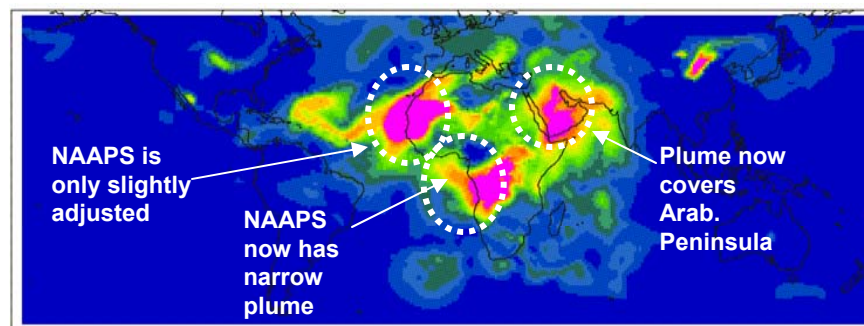 NAAPS is
only slightly
adjusted
NAAPS
now has
narrow
plume
Plume now
covers
Arab.
Peninsula